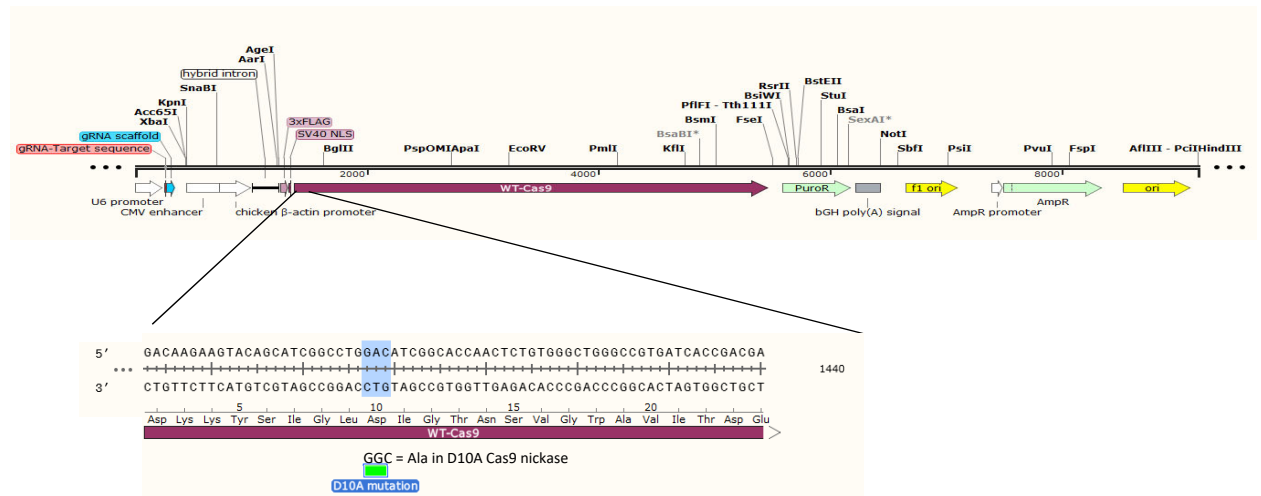 AgeI
AarI
hybrid intron
SnaBI
KpnI
Acc65I
XbaI
gRNA scaffold
gRNA-Target sequence
3xFLAG
SV40 NLS
BglII
PspOMIApaI
EcoRV
PmlI
KflI
BsaBI*
BsmI
PflFI - Tth111I
FseI
BsiWI
RsrII
BstEII
StuI
BsaI
SexAI*
NotI
SbfI
PsiI
PvuI
FspI
AflIII - PciIHindIII
2000
4000
6000
8000
WT-Cas9
PuroR
f1 ori
ori
U6 promoter
CMV enhancer
chicken β-actin promoter
bGH poly(A) signal
AmpR promoter
AmpR
5′ GACAAGAAGTACAGCATCGGCCTGGACATCGGCACCAACTCTGTGGGCTGGGCCGTGATCACCGACGA
1440
3′ CTGTTCTTCATGTCGTAGCCGGACCTGTAGCCGTGGTTGAGACACCCGACCCGGCACTAGTGGCTGCT
5 10 15 20
Asp Lys Lys Tyr Ser Ile Gly Leu Asp Ile Gly Thr Asn Ser Val Gly Trp Ala Val Ile Thr Asp Glu
WT-Cas9
GGC = Ala in D10A Cas9 nickase
D10A mutation